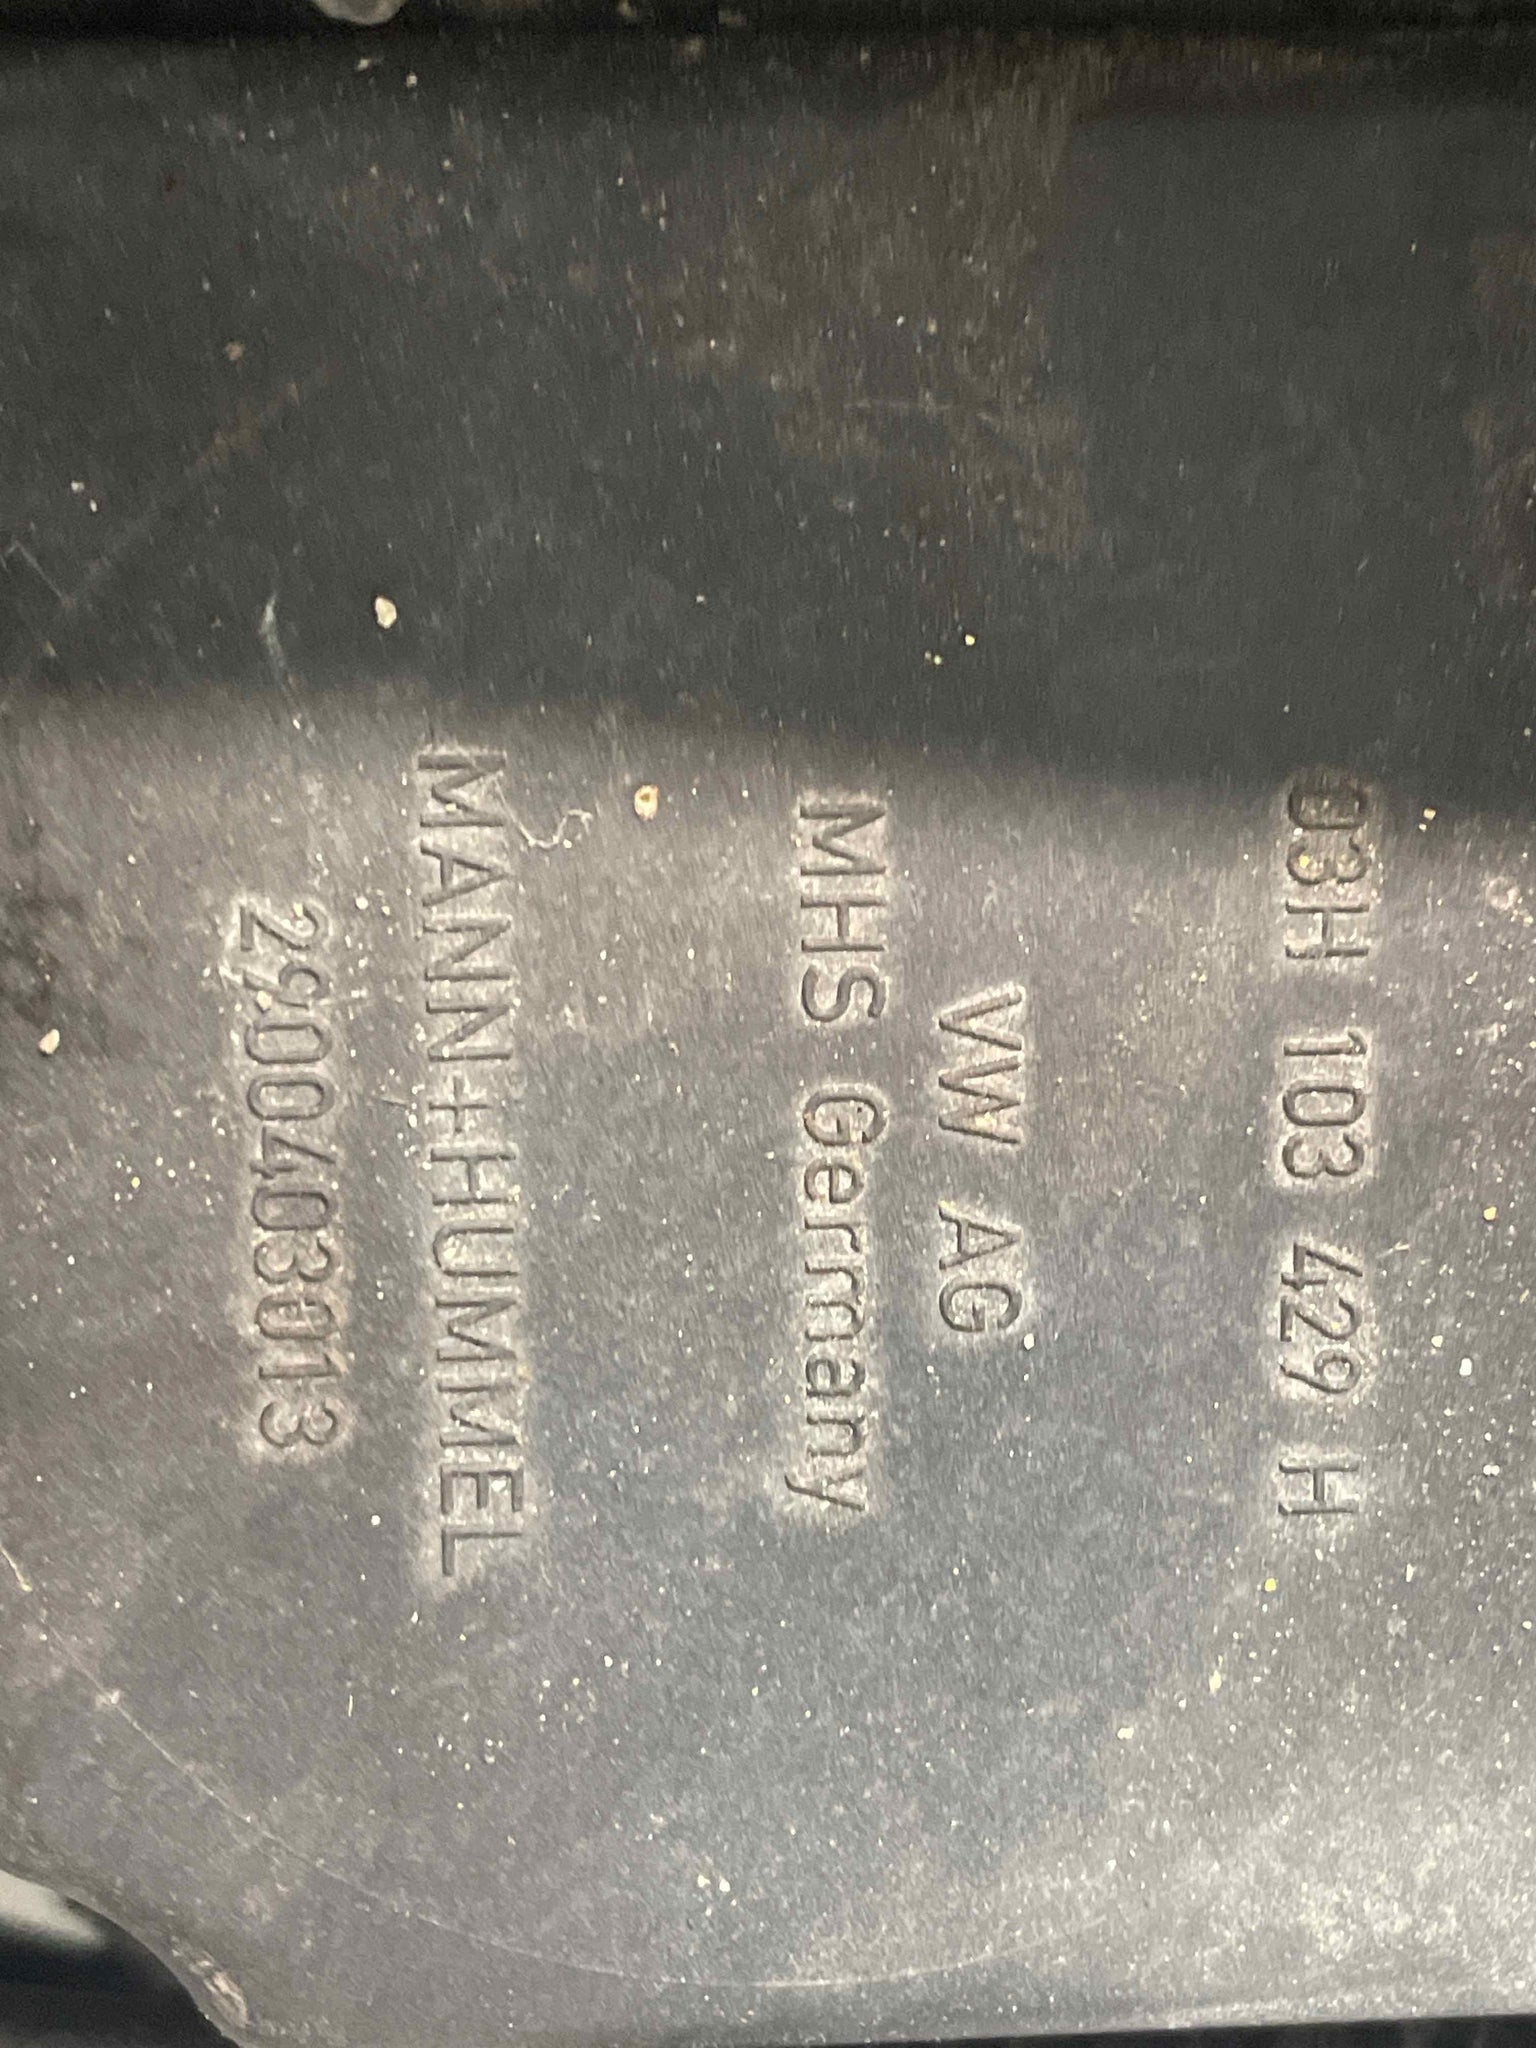 03H 103 429 H
VW AG
MHS Germany
MANN+HUMMEL
2900403013